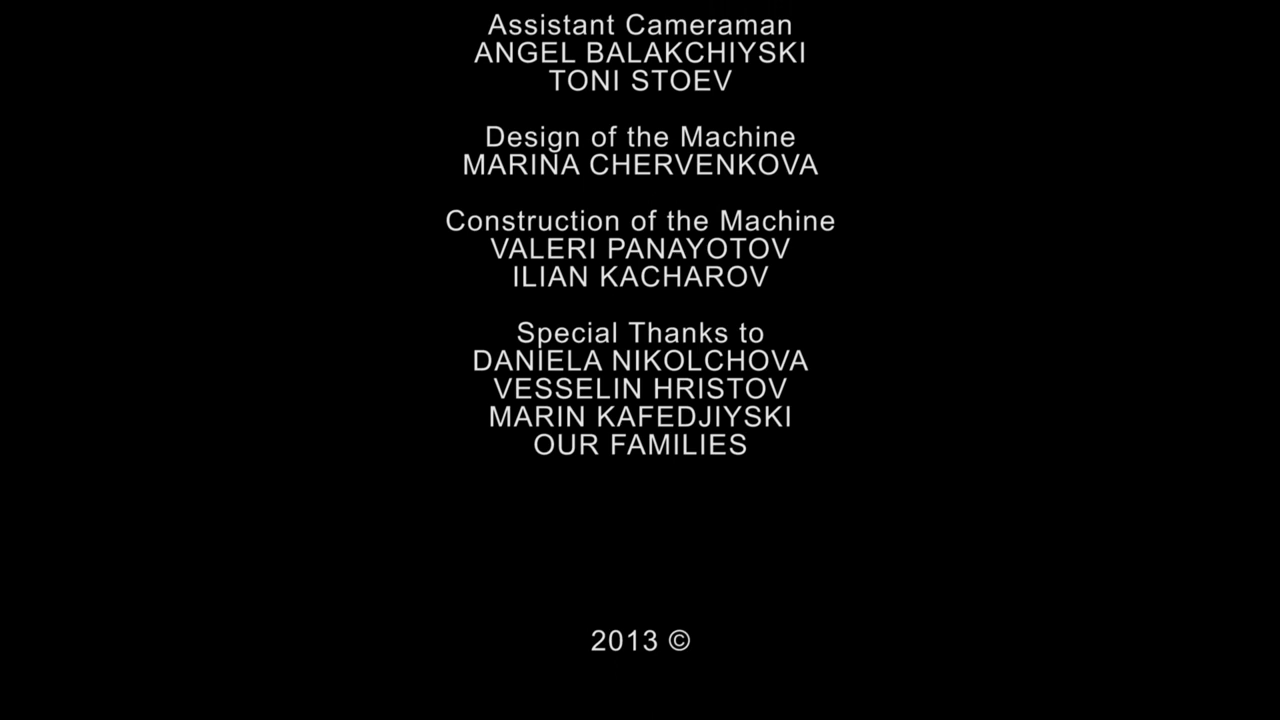 Assistant Cameraman
ANGEL BALAKCHIYSKI
TONI STOEV
Design of the Machine
MARINA CHERVENKOVA
Construction of the Machine
VALERI PANAYOTOV
ILIAN KACHAROV
Special Thanks to
DANIELA NIKOLCHOVA
VESSELIN HRISTOV
MARIN KAFEDJIYSKI
OUR FAMILIES
2013 ©